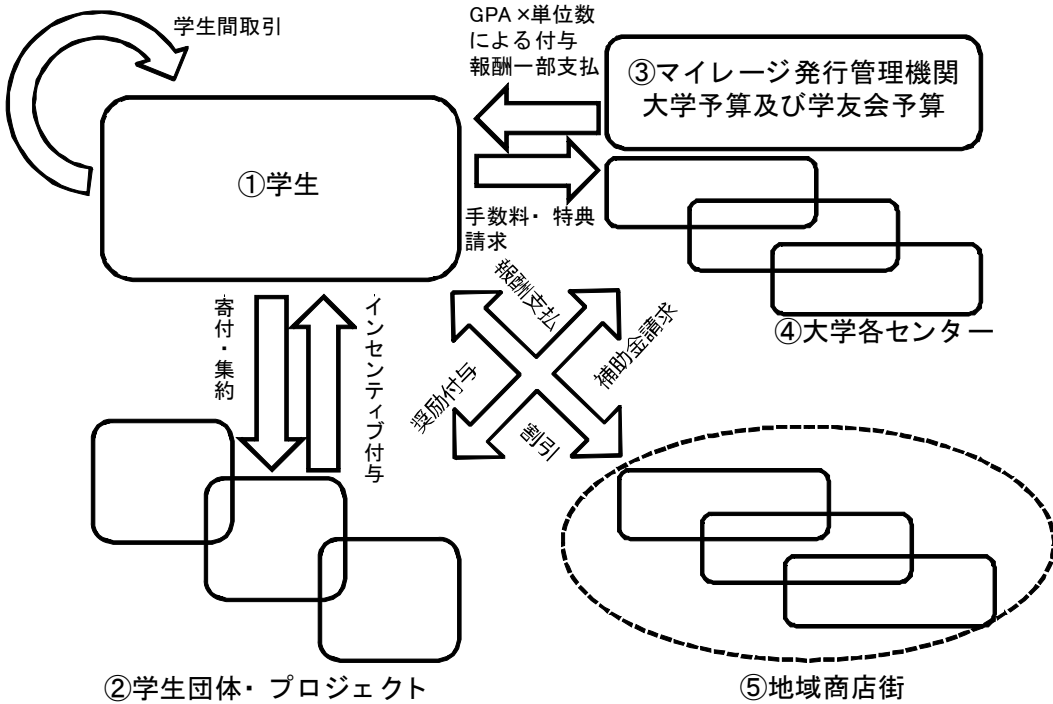 学生間取引
GPA×単位数
による付与
報酬一部支払
③マイレージ発行管理機関
大学予算及び学友会予算
①学生
手数料・特典
請求
④大学各センター
寄付・集約
インセンティブ付与
報酬支払
補助金請求
奨励付与
割引
②学生団体・プロジェクト
⑤地域商店街